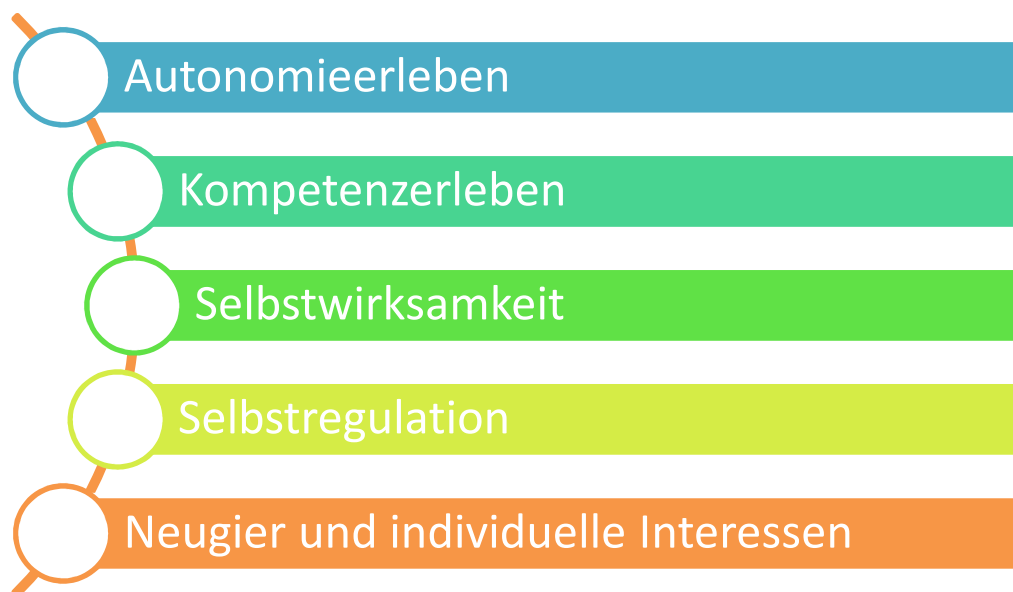 Autonomieerleben
Kompetenzerleben
Selbstwirksamkeit
Selbstregulation
Neugier und individuelle Interessen